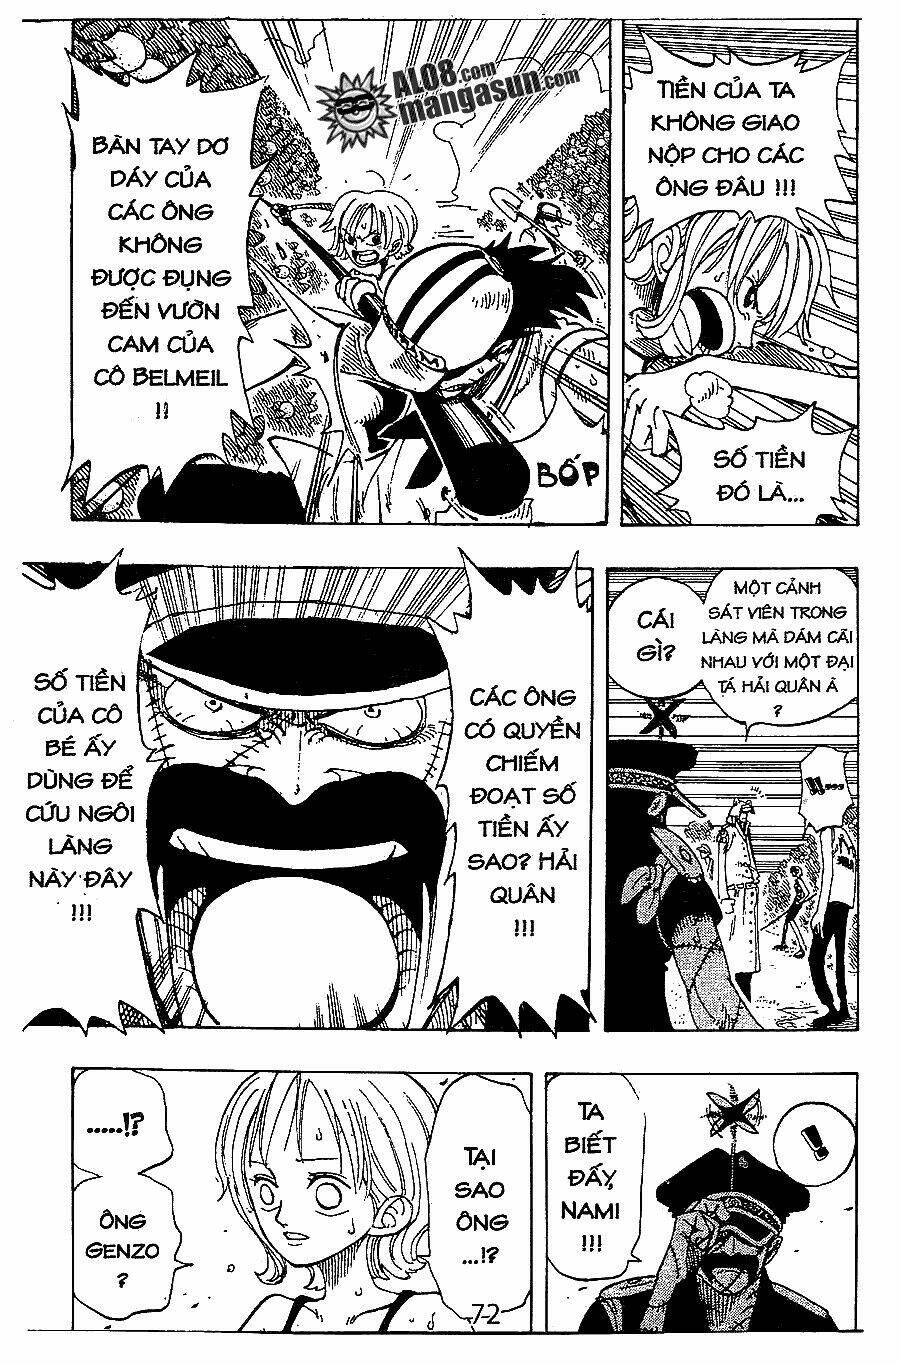 TIỀN CỦA TA
KHÔNG GIAO
NỘP CHO CÁC
ÔNG ĐÂU !!!
SỐ TIỀN
ĐÓ LÀ...
AL08.com
mangasun.com
BÀN TAY DƠ
DÁY CỦA
CÁC ÔNG
KHÔNG
ĐƯỢC ĐỤNG
ĐẾN VƯỜN
CAM CỦA
CÔ BELMEIL
!!
BỐP
MỘT CẢNH
SÁT VIÊN TRONG
LÀNG MÀ DÁM CÃI
NHAU VỚI MỘT ĐẠI
TÁ HẢI QUÂN À
?
CÁI
GÌ?
!!...
CÁC ÔNG
CÓ QUYỀN
CHIẾM
ĐOẠT SỐ
TIỀN ẤY
SAO? HẢI
QUÂN
!!!
SỐ TIỀN
CỦA CÔ
BÉ ẤY
DÙNG ĐỂ
CỨU NGÔI
LÀNG
NÀY ĐÂY
!!!
!
TA
BIẾT
ĐẤY,
NAMI
!!!
TẠI
SAO
ÔNG
...!?
......!?
ÔNG
GENZO
?
72